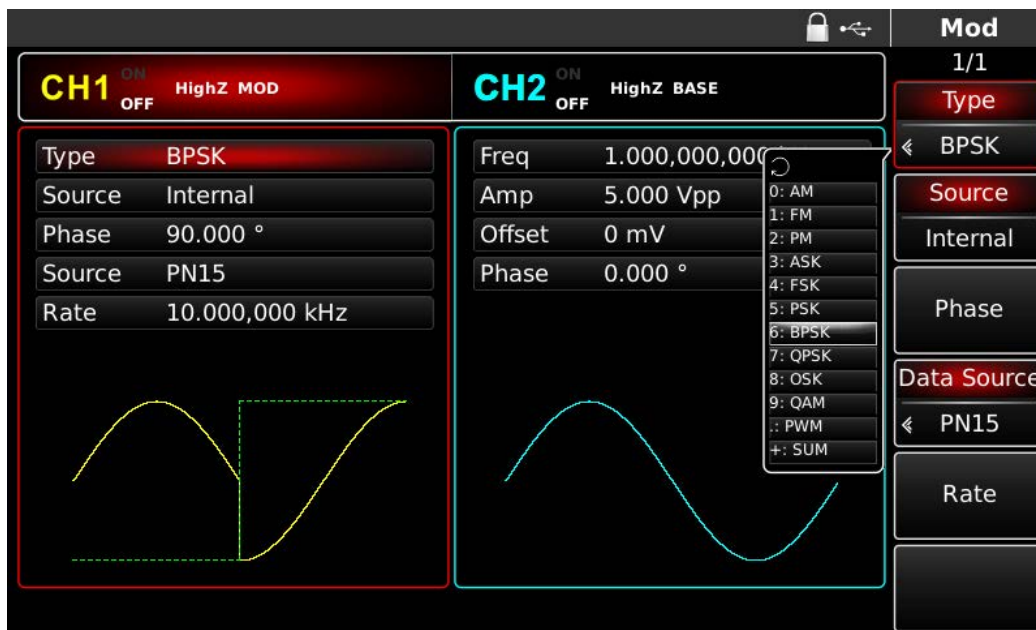 Mod
1/1
CH1 ON OFF HighZ MOD
CH2 ON OFF HighZ BASE
Type BPSK
Source Internal
Phase 90.000 °
Source PN15
Rate 10.000,000 kHz
Freq 1.000,000,000
Amp 5.000 Vpp
Offset 0 mV
Phase 0.000 °
0: AM
1: FM
2: PM
3: ASK
4: FSK
5: PSK
6: BPSK
7: QPSK
8: OSK
9: QAM
.: PWM
+: SUM
Type
BPSK
Source
Internal
Phase
Data Source
PN15
Rate